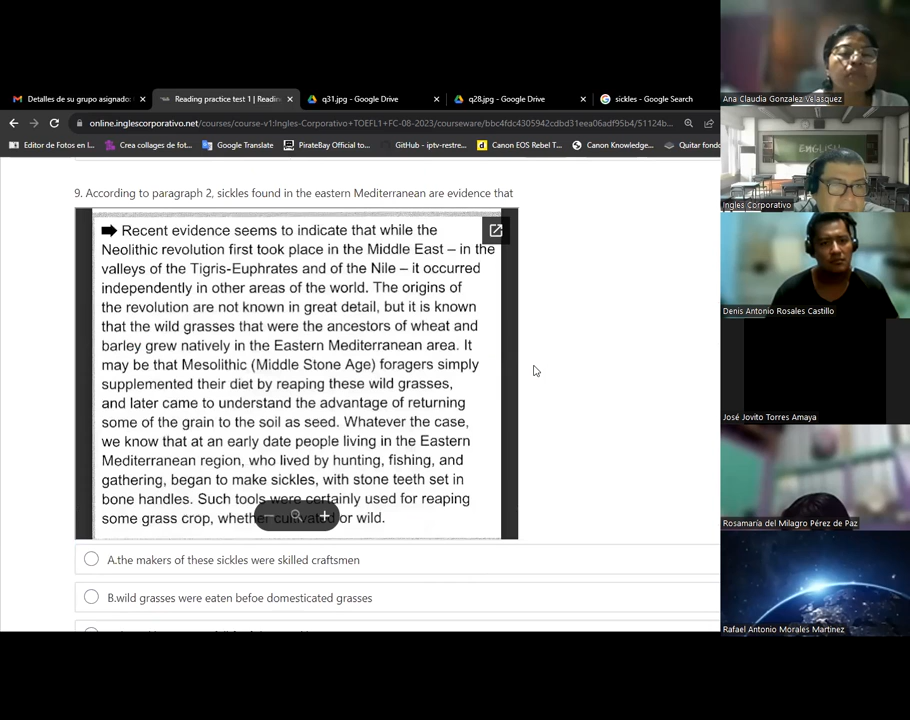 Detalles de su grupo asignado:
Reading practice test 1 | Readin
q31.jpg - Google Drive
q28.jpg - Google Drive
sickles - Google Search
online.inglescorporativo.net/courses/course-v1:Ingles-Corporativo+TOEFL1+FC-08-2023/courseware/bbc4fdc4305942cdbd31eea06adf95b4/51124b...
Editor de Fotos en l...
Crea collages de fot...
Google Translate
PirateBay Official to...
GitHub - iptv-restre...
Canon EOS Rebel T...
Canon Knowledge...
Quitar fondo
9. According to paragraph 2, sickles found in the eastern Mediterranean are evidence that
Recent evidence seems to indicate that while the
Neolithic revolution first took place in the Middle East – in the
valleys of the Tigris-Euphrates and of the Nile – it occurred
independently in other areas of the world. The origins of
the revolution are not known in great detail, but it is known
that the wild grasses that were the ancestors of wheat and
barley grew natively in the Eastern Mediterranean area. It
may be that Mesolithic (Middle Stone Age) foragers simply
supplemented their diet by reaping these wild grasses,
and later came to understand the advantage of returning
some of the grain to the soil as seed. Whatever the case,
we know that at an early date people living in the Eastern
Mediterranean region, who lived by hunting, fishing, and
gathering, began to make sickles, with stone teeth set in
bone handles. Such tools were certainly used for reaping
some grass crop, whether cultivated or wild.
A.the makers of these sickles were skilled craftsmen
B.wild grasses were eaten befoe domesticated grasses
Ana Claudia Gonzalez Velasquez
ENGLISH
Ingles Corporativo
Denis Antonio Rosales Castillo
José Jovito Torres Amaya
Rosamaría del Milagro Pérez de Paz
Rafael Antonio Morales Martinez